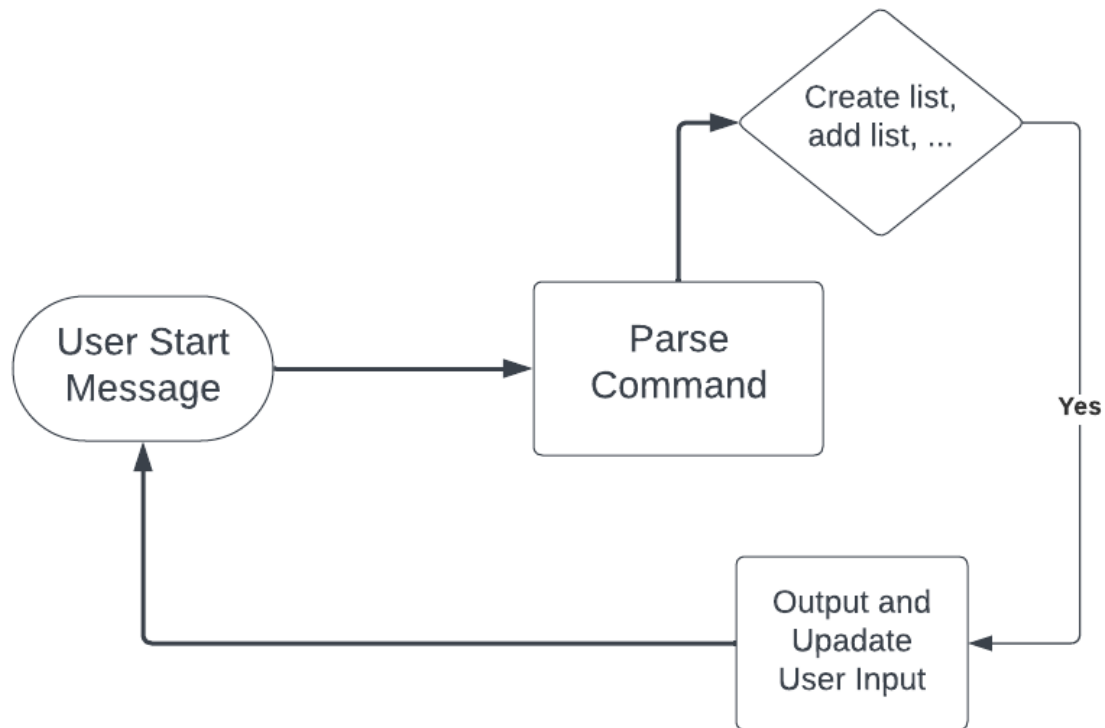 Create list,
add list, ...
User Start
Message
Parse
Command
Yes
Output and
Upadate
User Input